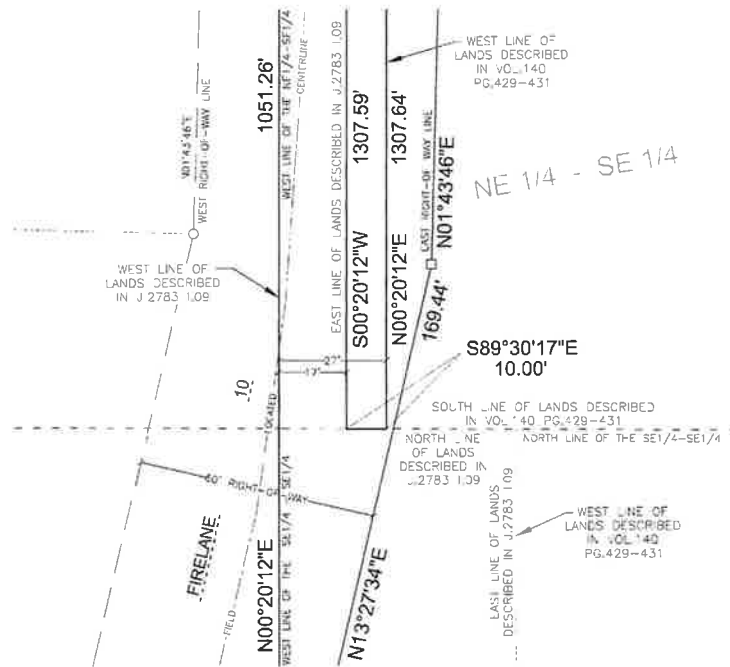 WEST LINE OF
LANDS DESCRIBED
IN VOL.140
PG.429-431
N01°43'46"E
WEST RIGHT-OF-WAY LINE
1051.26'
WEST LINE OF THE NE1/4-SE1/4
CENTERLINE
EAST LINE OF LANDS DESCRIBED IN J.2783 I.09
S00°20'12"W 1307.59'
N00°20'12"E 1307.64'
EAST RIGHT-OF WAY LINE
N01°43'46"E
NE 1/4 - SE 1/4
WEST LINE OF
LANDS DESCRIBED
IN J.2783 I.09
169.44'
27'
17'
10
LOCATED
S89°30'17"E
10.00'
SOUTH LINE OF LANDS DESCRIBED
IN VOL.140 PG.429-431
NORTH LINE
OF LANDS
DESCRIBED IN
J.2783 I.09
NORTH LINE OF THE SE1/4-SE1/4
60' RIGHT-OF-WAY
FIRELANE
FIELD
N00°20'12"E
WEST LINE OF THE SE1/4 SE1/4
N13°27'34"E
EAST LINE OF LANDS
DESCRIBED IN J.2783 I.09
WEST LINE OF
LANDS DESCRIBED
IN VOL.140
PG.429-431